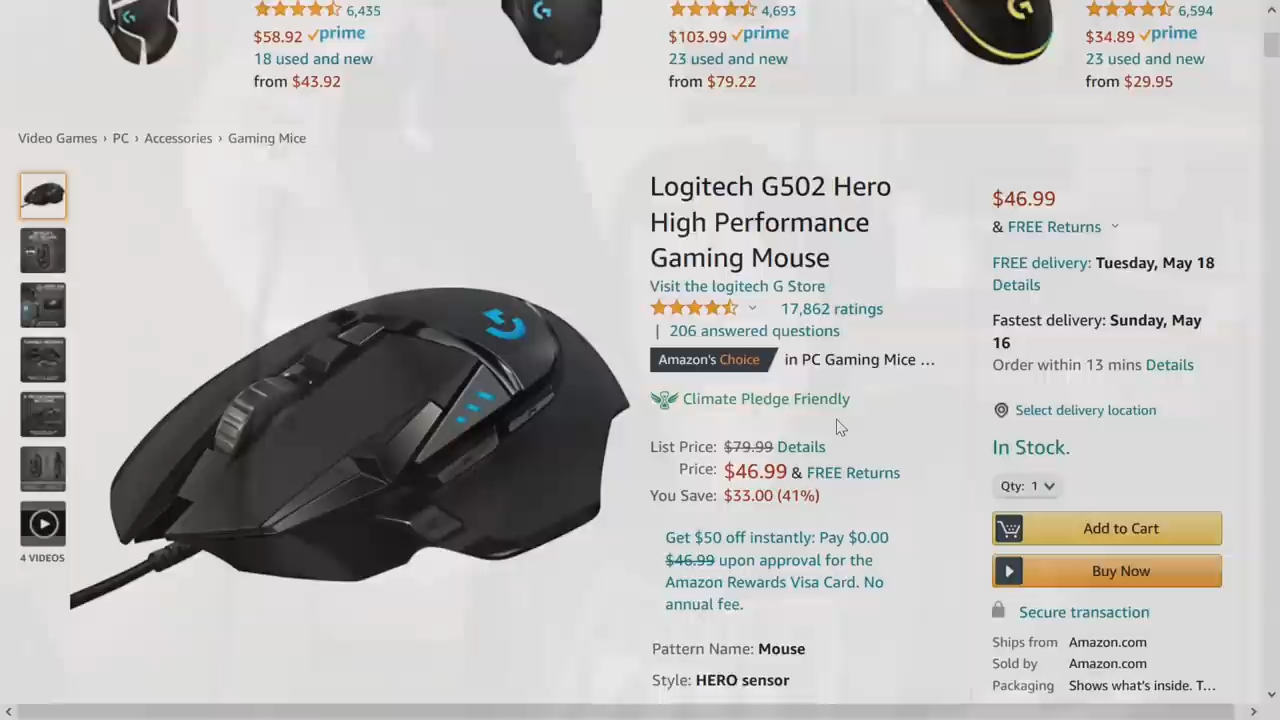 6,435
$58.92 prime
18 used and new
from $43.92
4,693
$103.99 prime
23 used and new
from $79.22
6,594
$34.89 prime
23 used and new
from $29.95
Video Games › PC › Accessories › Gaming Mice
Logitech G502 Hero
High Performance
Gaming Mouse
Visit the logitech G Store
17,862 ratings
| 206 answered questions
Amazon's Choice in PC Gaming Mice ...
Climate Pledge Friendly
List Price: $79.99 Details
Price: $46.99 & FREE Returns
You Save: $33.00 (41%)
Get $50 off instantly: Pay $0.00
$46.99 upon approval for the
Amazon Rewards Visa Card. No
annual fee.
Pattern Name: Mouse
Style: HERO sensor
4 VIDEOS
$46.99
& FREE Returns
FREE delivery: Tuesday, May 18
Details
Fastest delivery: Sunday, May
16
Order within 13 mins Details
Select delivery location
In Stock.
Qty: 1
Add to Cart
Buy Now
Secure transaction
Ships from Amazon.com
Sold by Amazon.com
Packaging Shows what's inside. T...